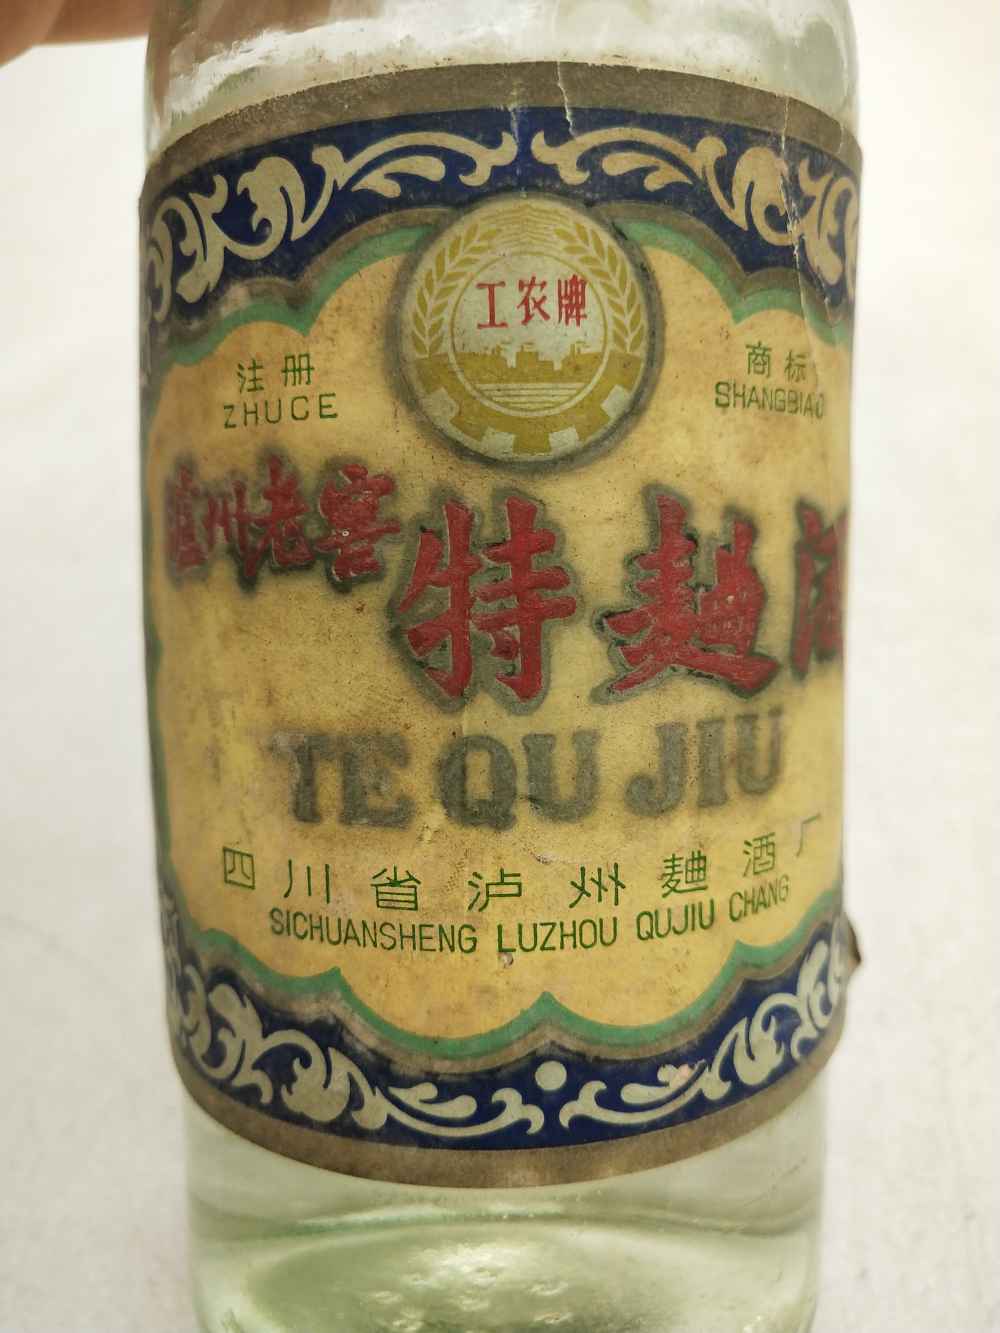 工农牌
注册
ZHUCE
商标
SHANGBIAO
泸州老窖
特麯酒
TE QU JIU
四川省泸州麯酒厂
SICHUANSHENG LUZHOU QUJIU CHANG